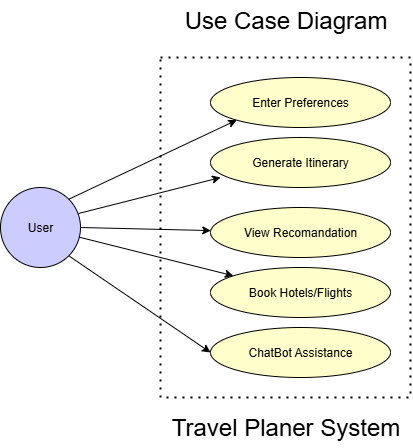 Use Case Diagram
Enter Preferences
Generate Itinerary
User
View Recomandation
Book Hotels/Flights
ChatBot Assistance
Travel Planer System